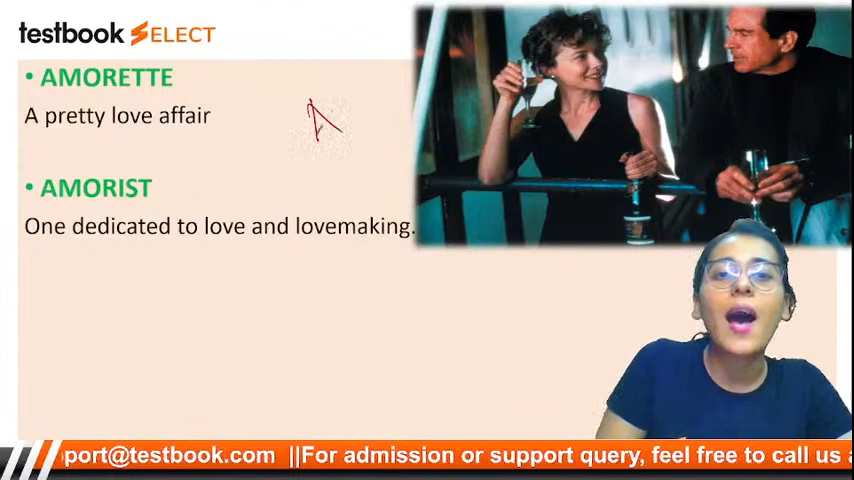 testbook SELECT
• AMORETTE
A pretty love affair
A
• AMORIST
One dedicated to love and lovemaking.
port@testbook.com ||For admission or support query, feel free to call us a